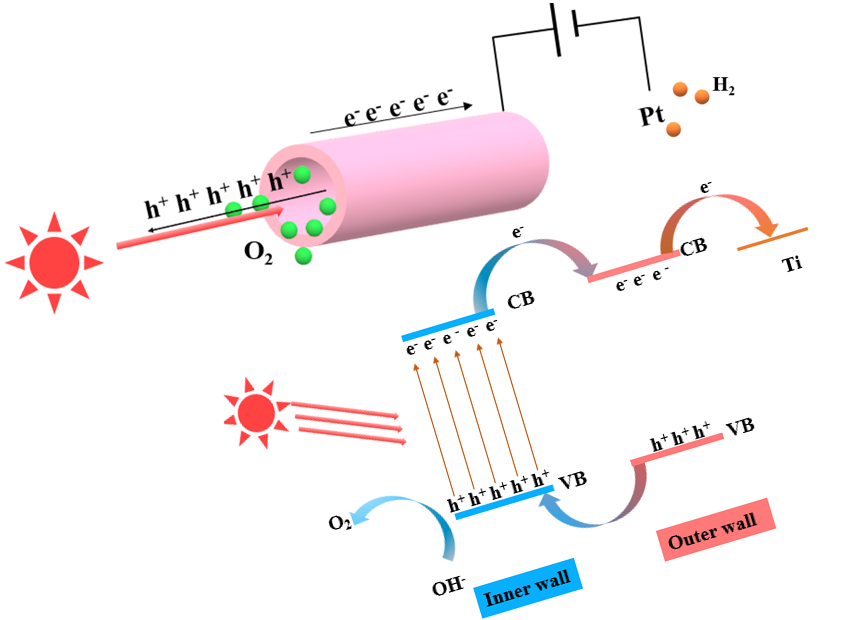 H₂
Pt
e⁻ e⁻ e⁻ e⁻ e⁻
h⁺ h⁺ h⁺ h⁺ h⁺
O₂
e⁻
e⁻
CB
Ti
e⁻ e⁻ e⁻
CB
e⁻ e⁻ e⁻ e⁻ e⁻
VB
h⁺ h⁺ h⁺
h⁺ h⁺ h⁺ h⁺ h⁺
VB
O₂
OH⁻
Inner wall
Outer wall